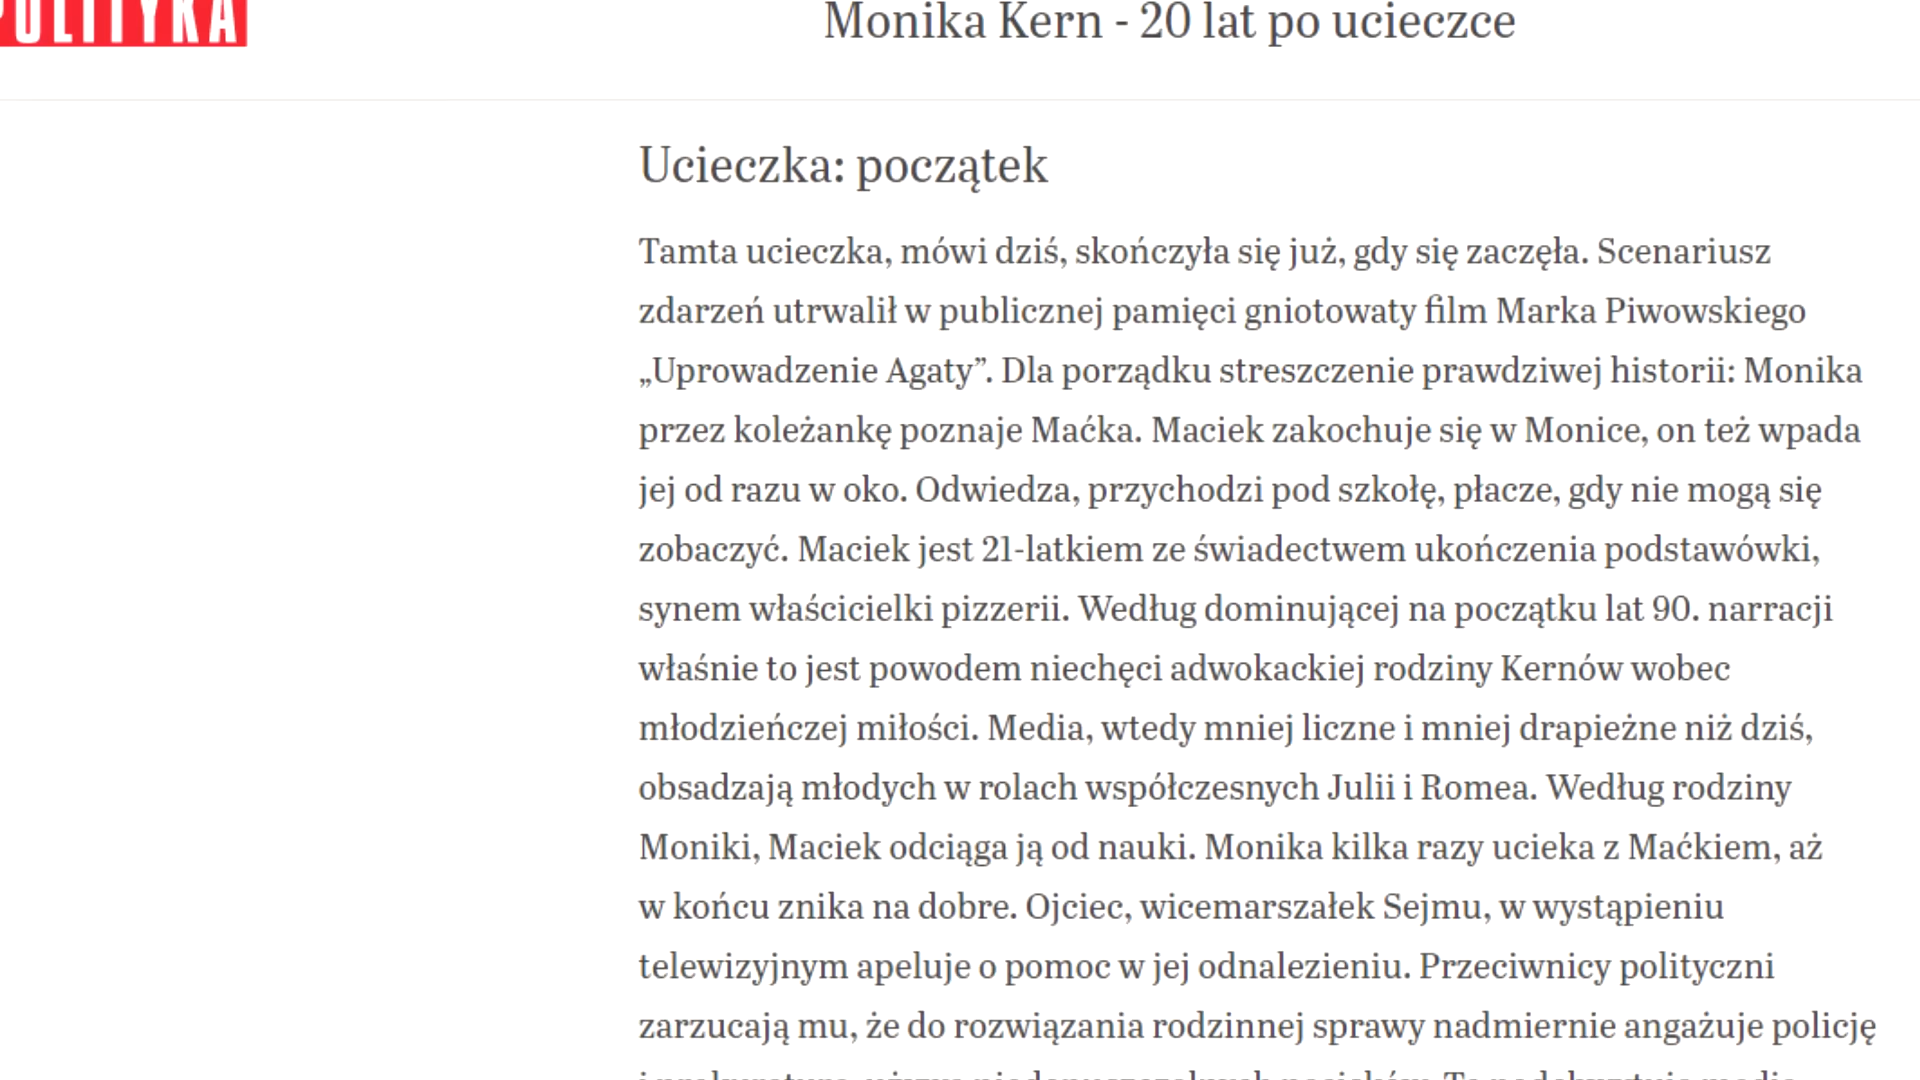 POLITYKA
Monika Kern - 20 lat po ucieczce
Ucieczka: początek
Tamta ucieczka, mówi dziś, skończyła się już, gdy się zaczęła. Scenariusz
zdarzeń utrwalił w publicznej pamięci gniotowaty film Marka Piwowskiego
„Uprowadzenie Agaty”. Dla porządku streszczenie prawdziwej historii: Monika
przez koleżankę poznaje Maćka. Maciek zakochuje się w Monice, on też wpada
jej od razu w oko. Odwiedza, przychodzi pod szkołę, płacze, gdy nie mogą się
zobaczyć. Maciek jest 21-latkiem ze świadectwem ukończenia podstawówki,
synem właścicielki pizzerii. Według dominującej na początku lat 90. narracji
właśnie to jest powodem niechęci adwokackiej rodziny Kernów wobec
młodzieńczej miłości. Media, wtedy mniej liczne i mniej drapieżne niż dziś,
obsadzają młodych w rolach współczesnych Julii i Romea. Według rodziny
Moniki, Maciek odciąga ją od nauki. Monika kilka razy ucieka z Maćkiem, aż
w końcu znika na dobre. Ojciec, wicemarszałek Sejmu, w wystąpieniu
telewizyjnym apeluje o pomoc w jej odnalezieniu. Przeciwnicy polityczni
zarzucają mu, że do rozwiązania rodzinnej sprawy nadmiernie angażuje policję